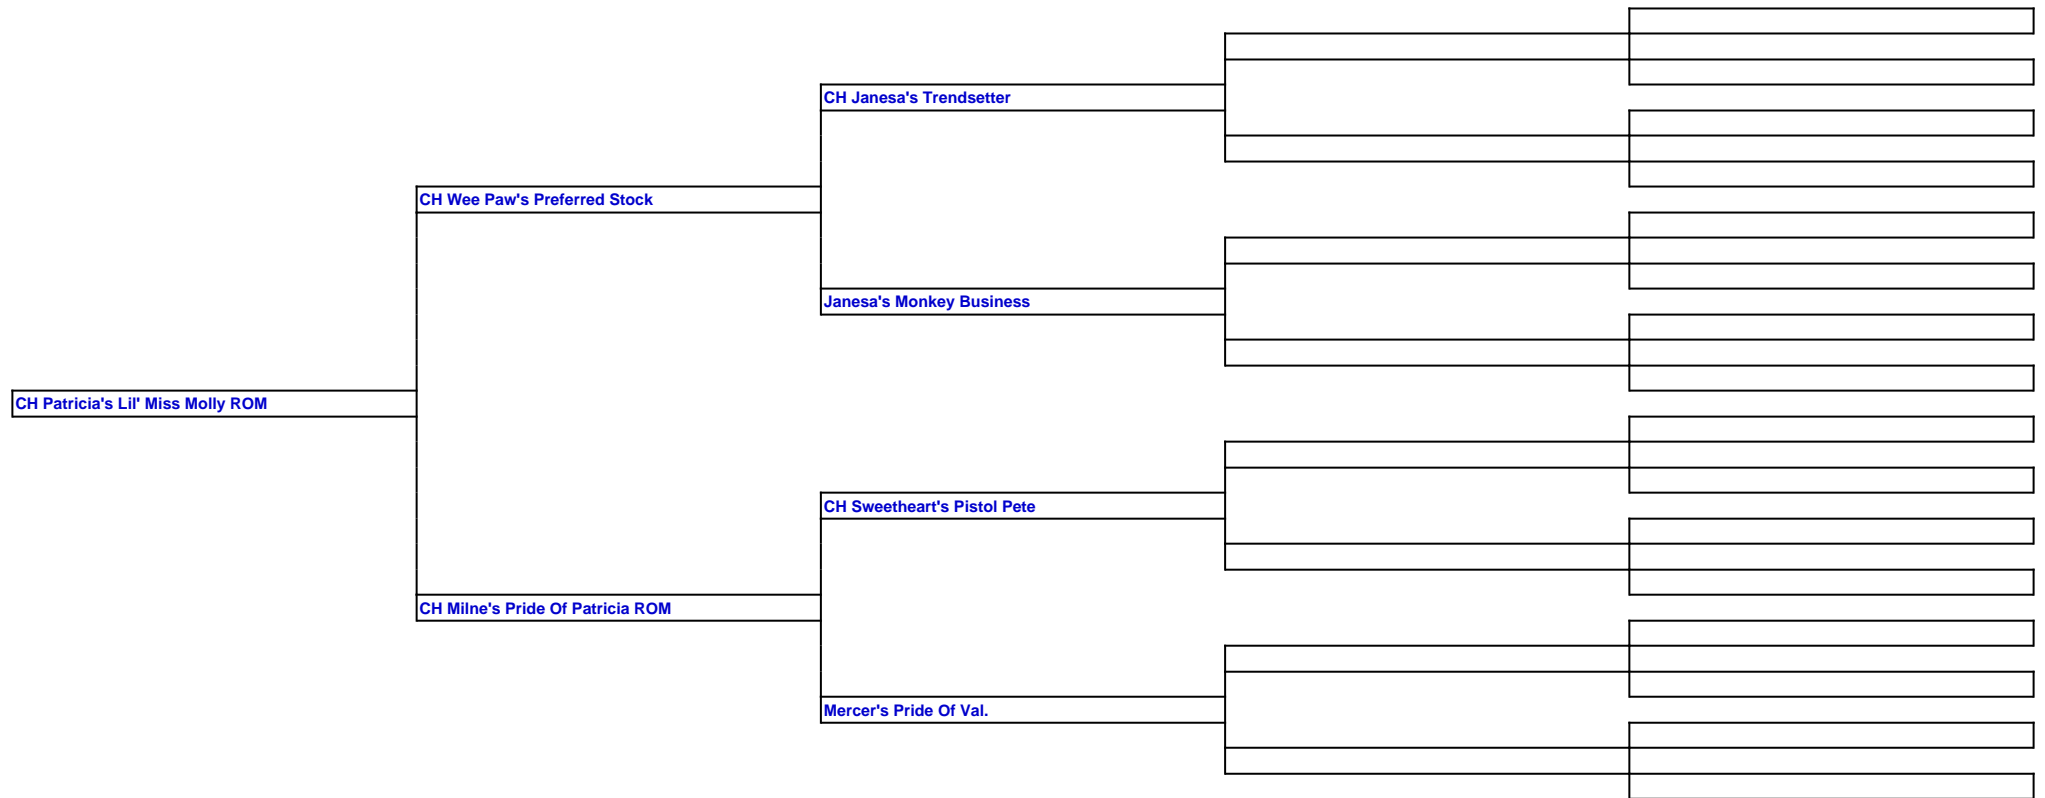 CH Janesa's Trendsetter
CH Wee Paw's Preferred Stock
Janesa's Monkey Business
CH Patricia's Lil' Miss Molly ROM
CH Sweetheart's Pistol Pete
CH Milne's Pride Of Patricia ROM
Mercer's Pride Of Val.